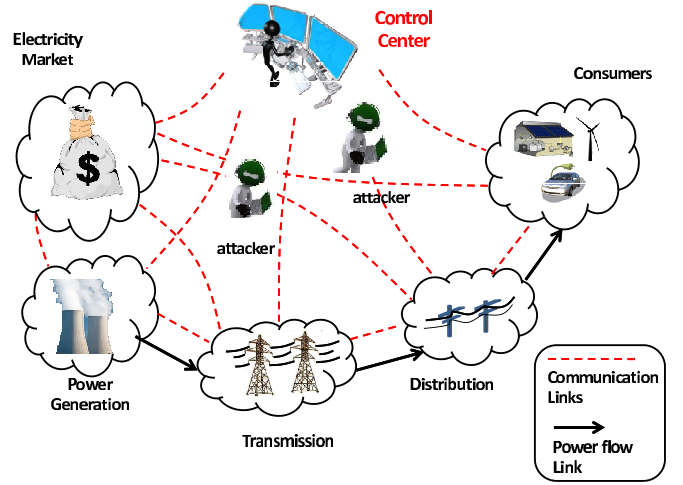 Electricity
Market
Control
Center
Consumers
$
attacker
attacker
Power
Generation
Transmission
Distribution
Communication
Links
Power flow
Link